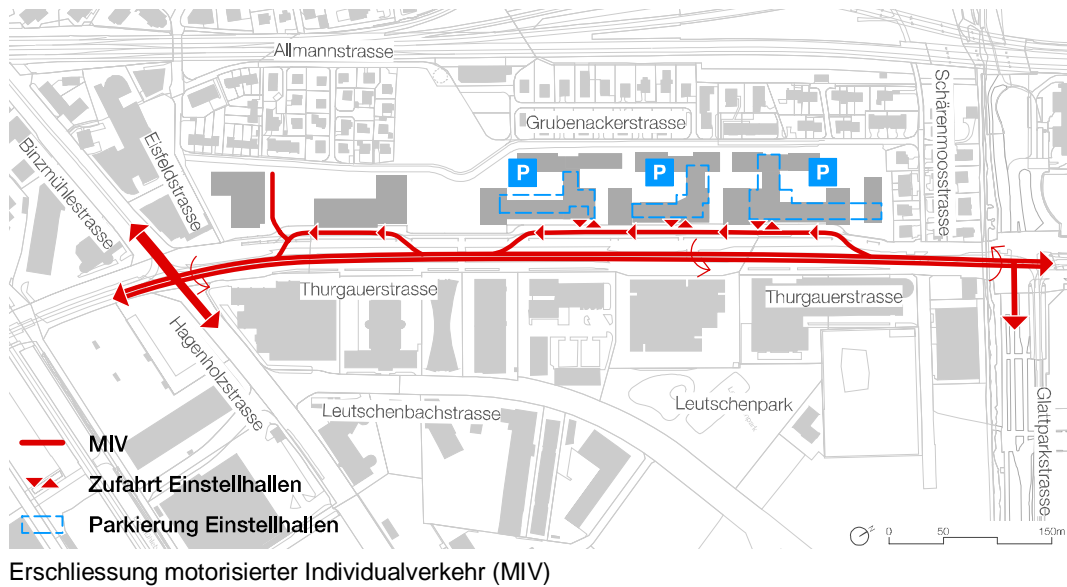 Allmannstrasse
Binzmühlestrasse
Eisfeldstrasse
Grubenackerstrasse
Schärenmoosstrasse
P
P
P
Thurgauerstrasse
Thurgauerstrasse
Hagenholzstrasse
Leutschenbachstrasse
Leutschenpark
Glattparkstrasse
MIV
Zufahrt Einstellhallen
Parkierung Einstellhallen
0 50 150m
Erschliessung motorisierter Individualverkehr (MIV)